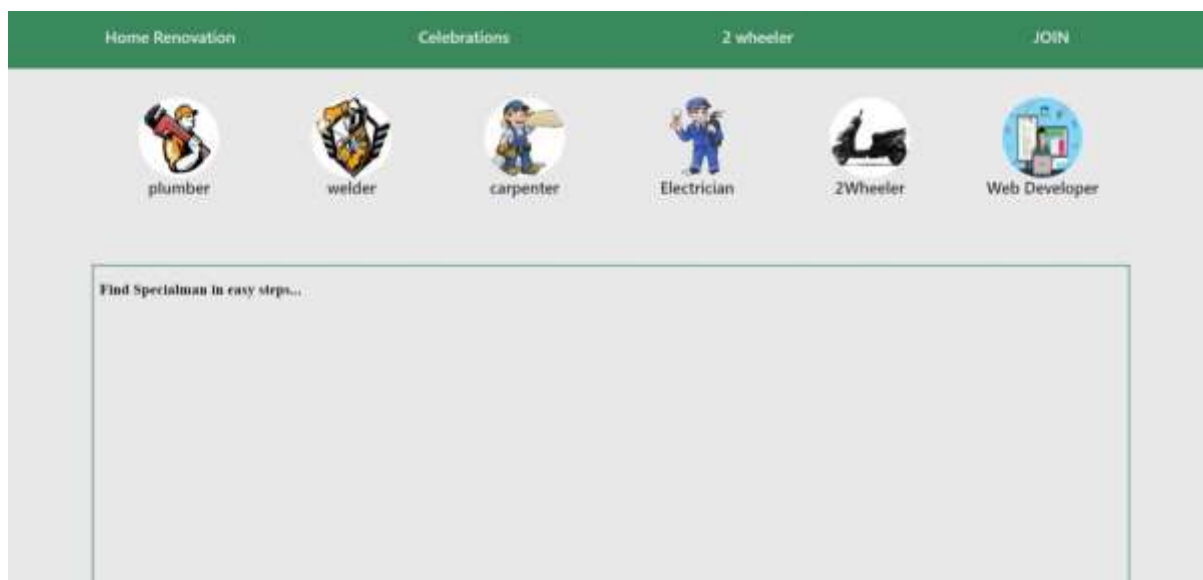 Home Renovation Celebrations 2 wheeler JOIN
plumber welder carpenter Electrician 2Wheeler Web Developer
Find Specialman in easy steps...